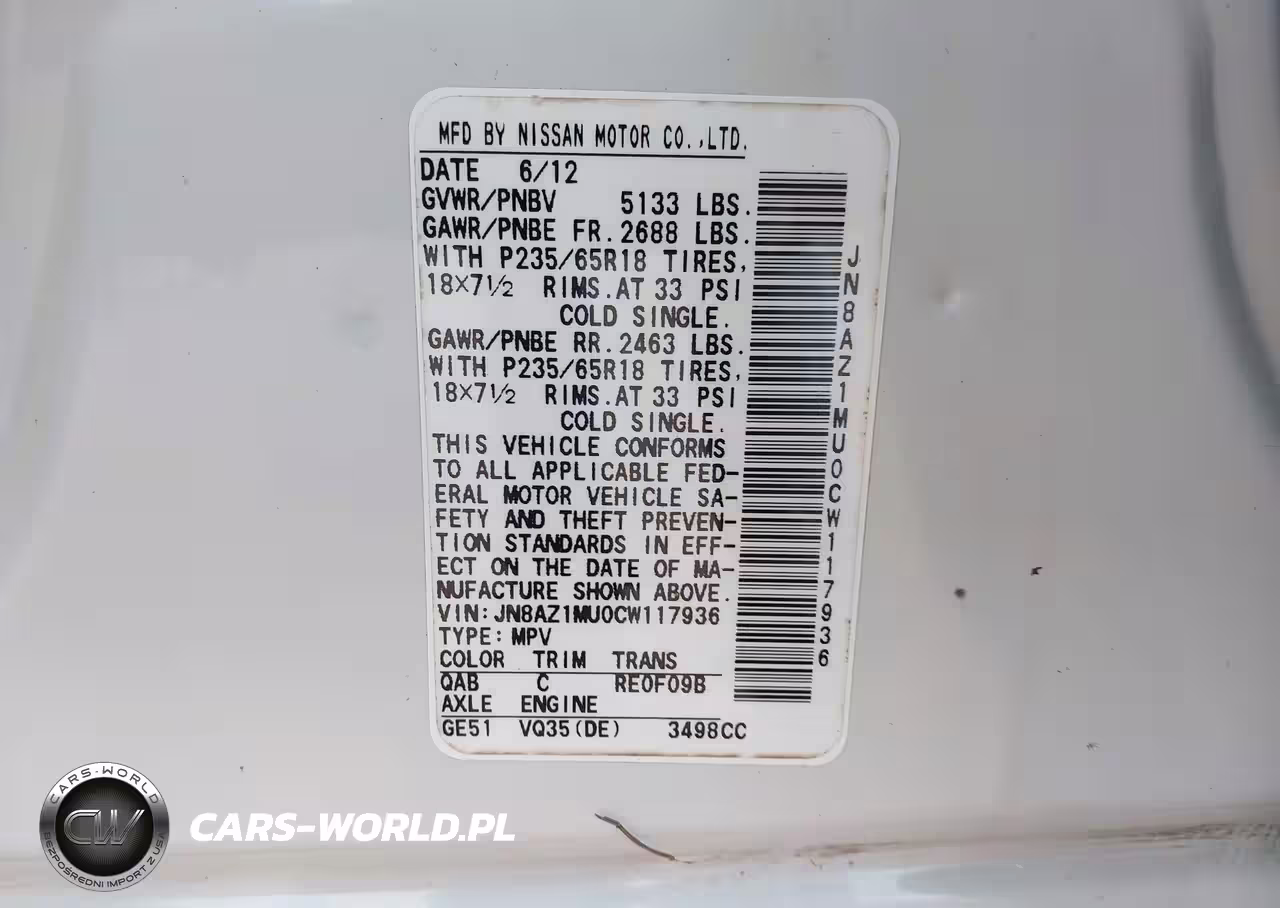 MFD BY NISSAN MOTOR CO.,LTD.
DATE 6/12
GVWR/PNBV 5133 LBS.
GAWR/PNBE FR.2688 LBS.
WITH P235/65R18 TIRES,
18×7½ RIMS.AT 33 PSI
COLD SINGLE.
GAWR/PNBE RR.2463 LBS.
WITH P235/65R18 TIRES,
18×7½ RIMS.AT 33 PSI
COLD SINGLE.
THIS VEHICLE CONFORMS
TO ALL APPLICABLE FED-
ERAL MOTOR VEHICLE SA-
FETY AND THEFT PREVEN-
TION STANDARDS IN EFF-
ECT ON THE DATE OF MA-
NUFACTURE SHOWN ABOVE.
VIN:JN8AZ1MU0CW117936
TYPE:MPV
COLOR TRIM TRANS
QAB C RE0F09B
AXLE ENGINE
GE51 VQ35(DE) 3498CC
JN8AZ1MU0CW117936
CARS-WORLD
CW
BEZPOŚREDNI IMPORT Z USA
CARS-WORLD.PL